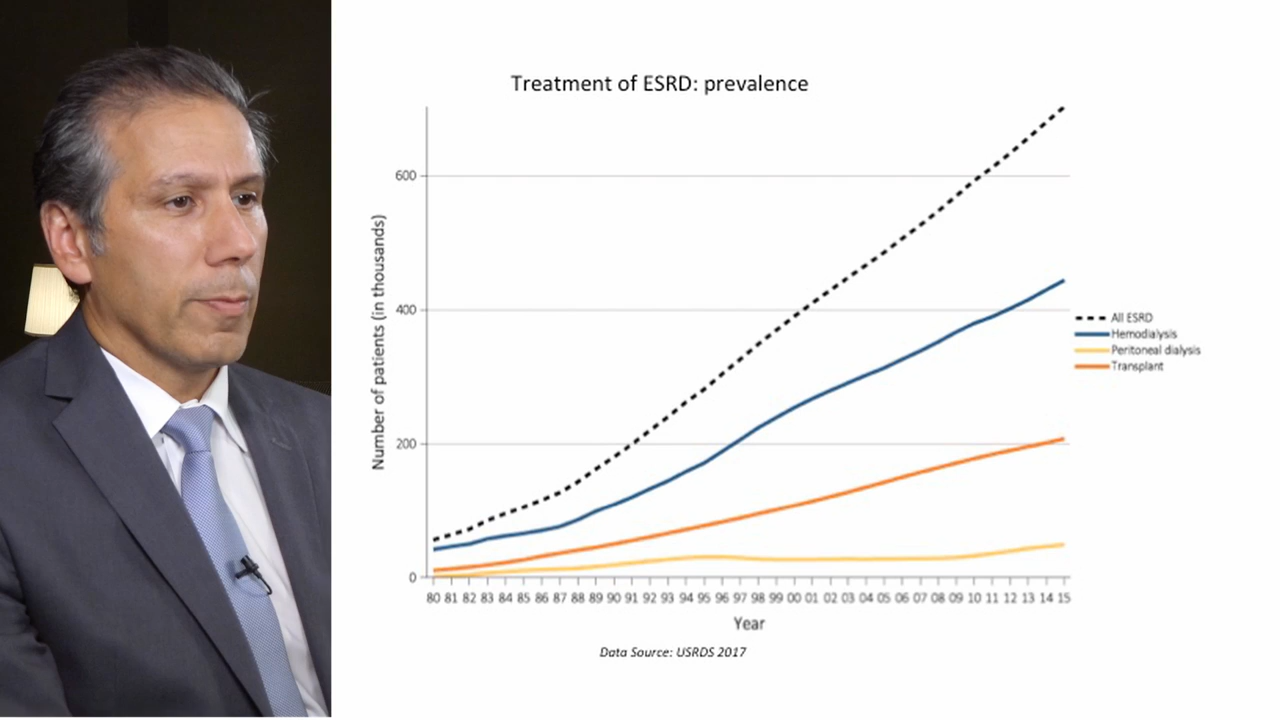 Treatment of ESRD: prevalence
Number of patients (in thousands)
600
400
200
0
80 81 82 83 84 85 86 87 88 89 90 91 92 93 94 95 96 97 98 99 00 01 02 03 04 05 06 07 08 09 10 11 12 13 14 15
Year
All ESRD
Hemodialysis
Peritoneal dialysis
Transplant
Data Source: USRDS 2017